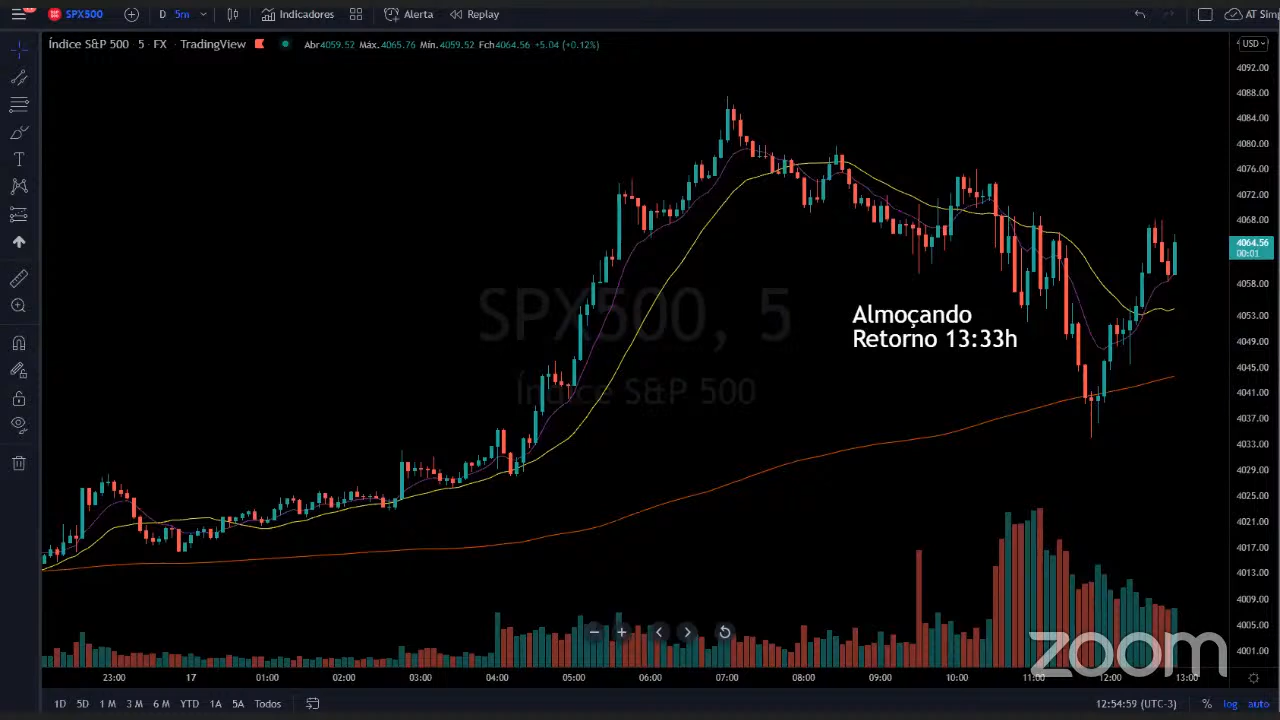 SPX500
D 5m
Indicadores
Alerta
Replay
AT Sim
Índice S&P 500 · 5 · FX · TradingView
Abr4059.52 Máx.4065.76 Mín.4059.52 Fch4064.56 +5.04 (+0.12%)
USD
4092.00
4088.00
4084.00
4080.00
4076.00
4072.00
4068.00
4064.56
00:01
4058.00
4053.00
4049.00
4045.00
4041.00
4037.00
4033.00
4029.00
4025.00
4021.00
4017.00
4013.00
4009.00
4005.00
4001.00
SPX500, 5
Índice S&P 500
Almoçando
Retorno 13:33h
zoom
23:00 17 01:00 02:00 03:00 04:00 05:00 06:00 07:00 08:00 09:00 10:00 11:00 12:00 13:00
1D 5D 1 M 3 M 6 M YTD 1A 5A Todos
12:54:59 (UTC-3) % log auto